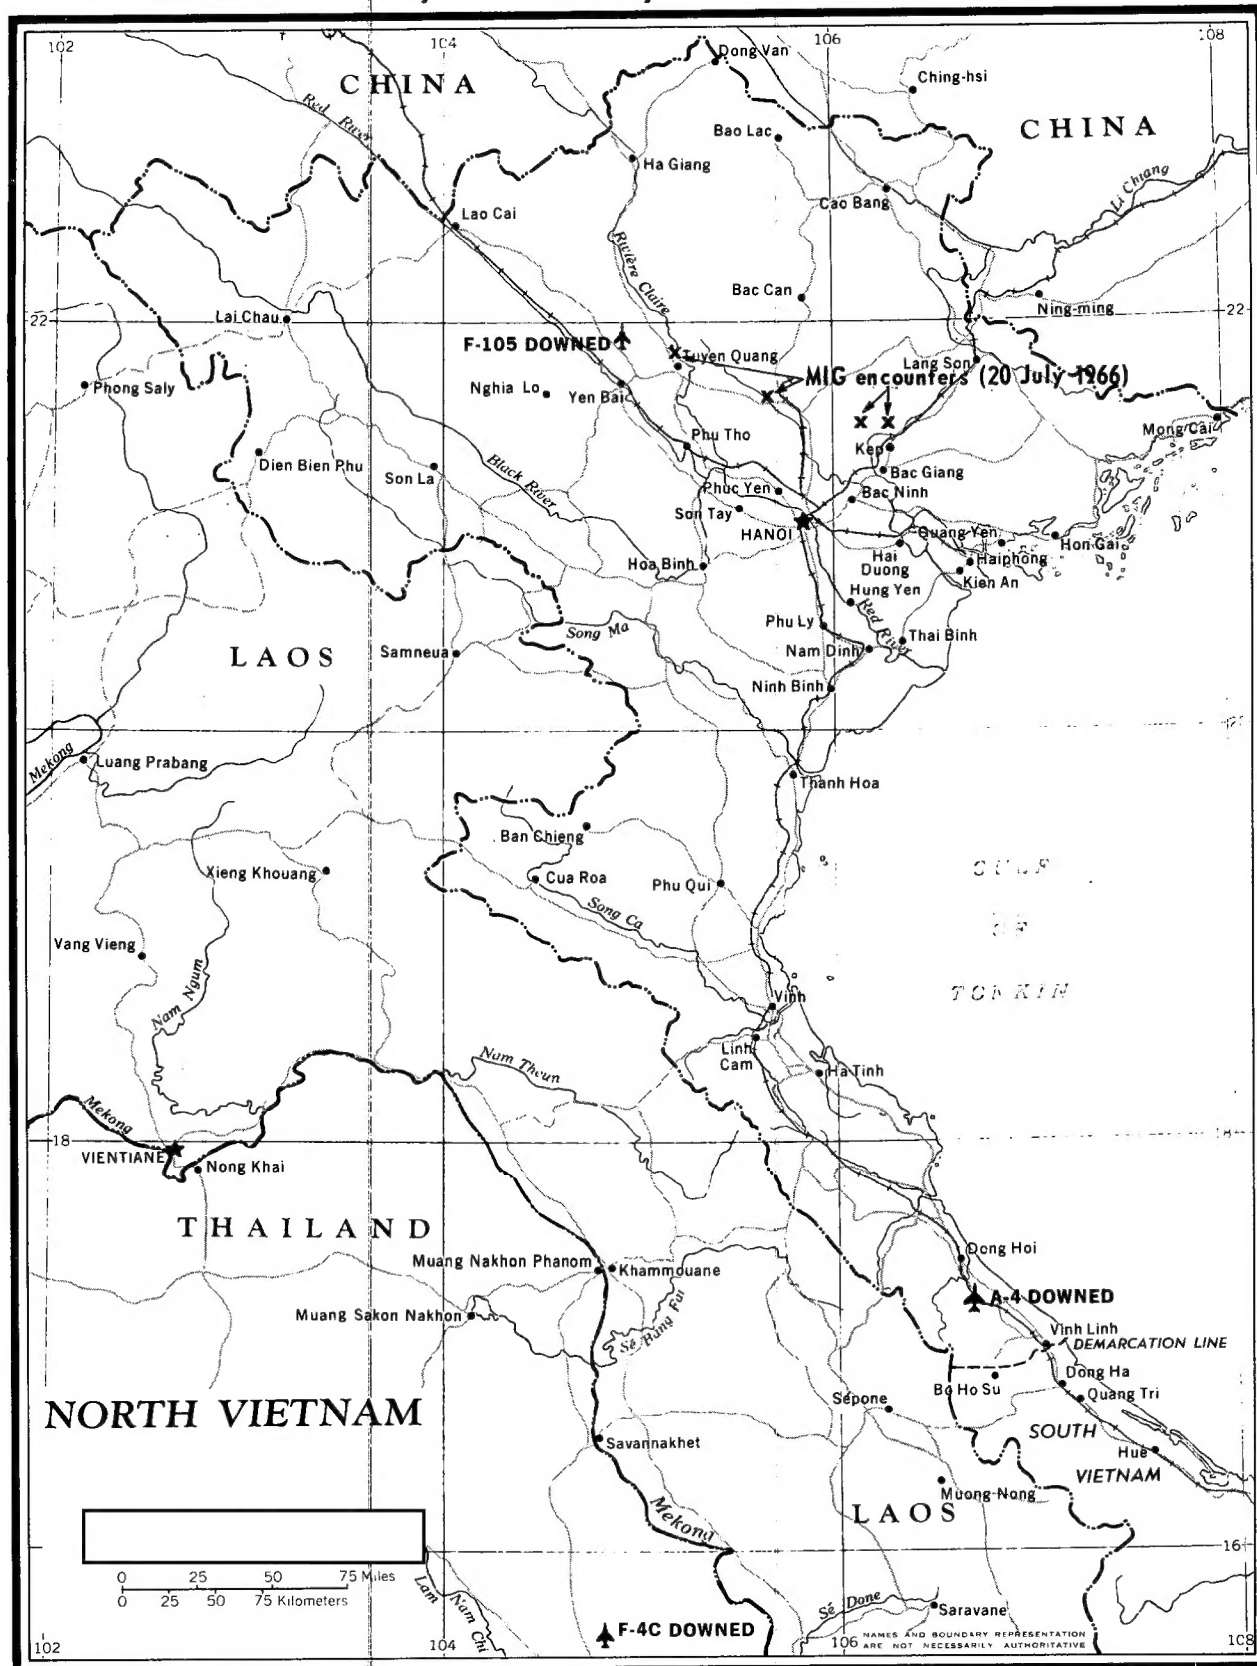 102
104
106
108
CHINA
Dong Van
Ching-hsi
Red River
Bao Lac
CHINA
Ha Giang
Li Chiang
Cao Bang
Lao Cai
Rivière Claire
Bac Can
Ning-ming
Lai Chau
22
22
F-105 DOWNED
Tuyen Quang
Lang Son
MIG encounters (20 July 1966)
Phong Saly
Nghia Lo
Yen Bai
Mong Cai
Phu Tho
Kep
Dien Bien Phu
Son La
Black River
Bac Giang
Phuc Yen
Bac Ninh
Son Tay
HANOI
Quang Yen
Hon Gai
Hai
Duong
Haiphong
Hoa Binh
Kien An
Hung Yen
Red River
Phu Ly
Song Ma
Thai Binh
LAOS
Samneua
Nam Dinh
Ninh Binh
Mekong
Luang Prabang
Thanh Hoa
Ban Chieng
Xieng Khouang
Cua Roa
Phu Qui
GULF
OF
TONKIN
Song Ca
Vang Vieng
Nam Ngum
Vinh
Linh
Cam
Nam Theun
Ha Tinh
Mekong
18
18
VIENTIANE
Nong Khai
THAILAND
Dong Hoi
Muang Nakhon Phanom
Khammouane
A-4 DOWNED
Muang Sakon Nakhon
Vinh Linh
DEMARCATION LINE
Dong Ha
Bo Ho Su
Quang Tri
Sépone
NORTH VIETNAM
SOUTH
VIETNAM
Savannakhet
Hué
Muong-Nong
Mekong
LAOS
16
0 25 50 75 Miles
0 25 50 75 Kilometers
Lam
Nam Chi
Sé Done
Saravane
F-4C DOWNED
NAMES AND BOUNDARY REPRESENTATION
ARE NOT NECESSARILY AUTHORITATIVE
102
104
106
108